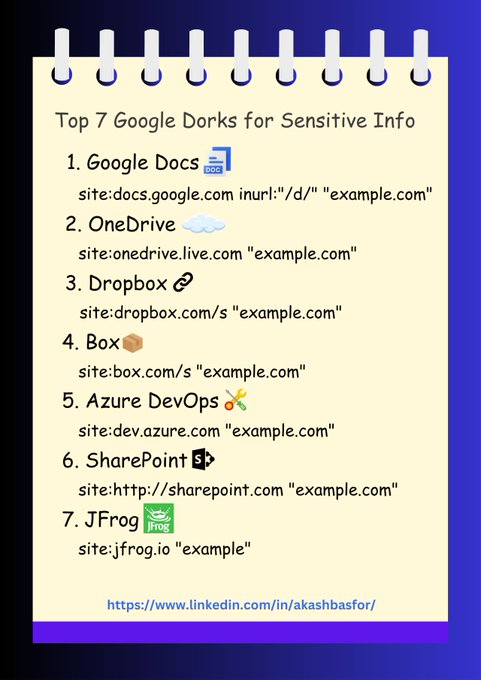 Top 7 Google Dorks for Sensitive Info
1. Google Docs
DOC
site:docs.google.com inurl:"/d/" "example.com"
2. OneDrive
site:onedrive.live.com "example.com"
3. Dropbox
site:dropbox.com/s "example.com"
4. Box
site:box.com/s "example.com"
5. Azure DevOps
site:dev.azure.com "example.com"
6. SharePoint
S
site:http://sharepoint.com "example.com"
7. JFrog
JFrog
site:jfrog.io "example"
https://www.linkedin.com/in/akashbasfor/